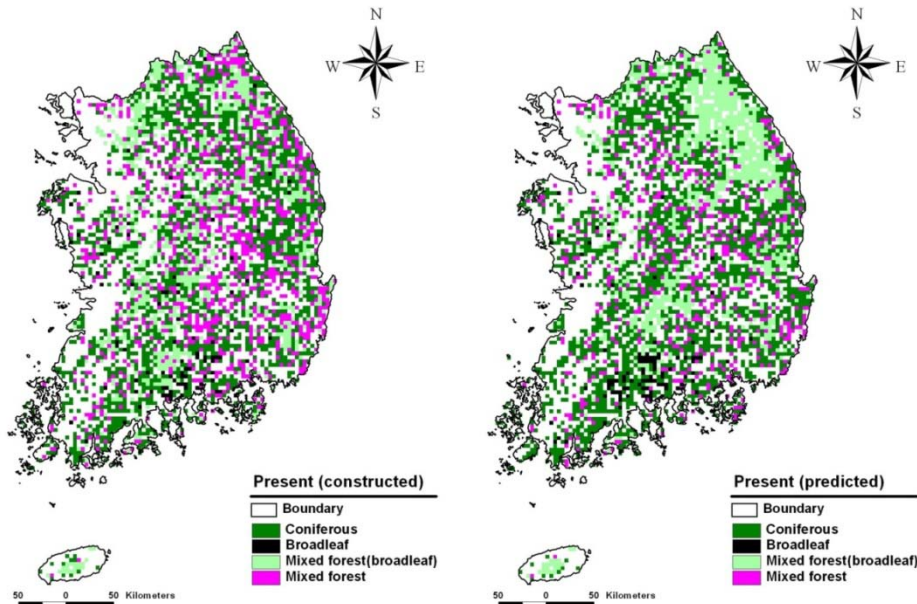 N
W E
S
Present (constructed)
Boundary
Coniferous
Broadleaf
Mixed forest(broadleaf)
Mixed forest
50 0 50 Kilometers
N
W E
S
Present (predicted)
Boundary
Coniferous
Broadleaf
Mixed forest(broadleaf)
Mixed forest
50 0 50 Kilometers